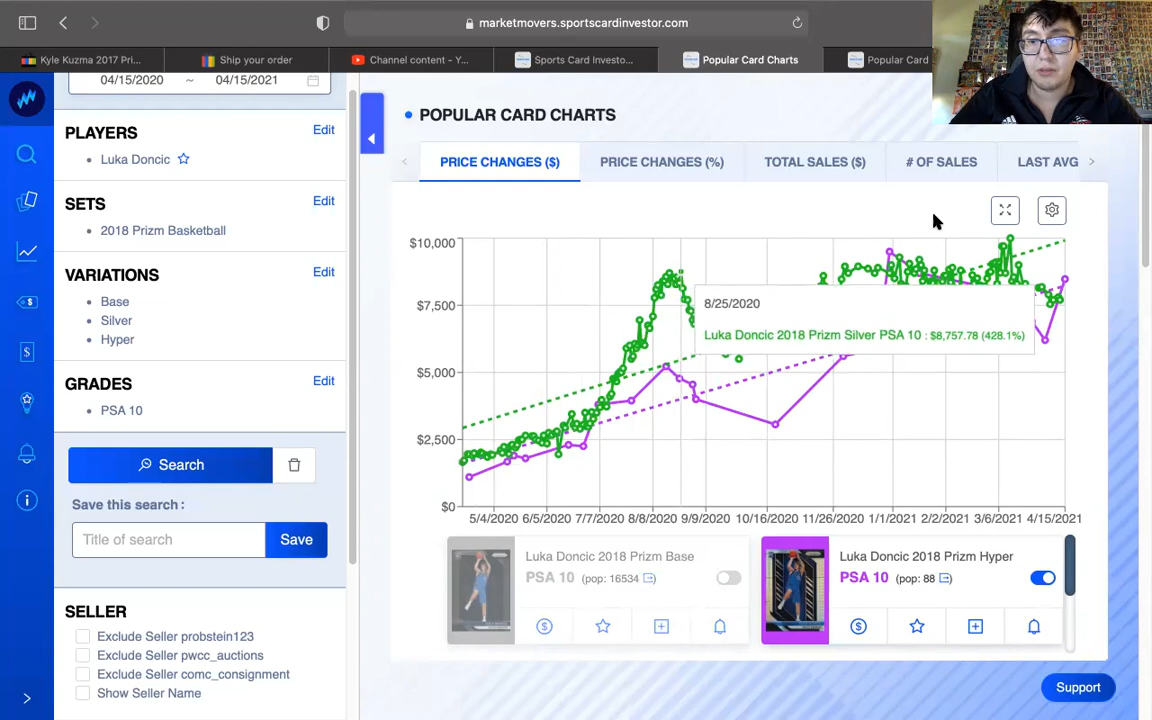 marketmovers.sportscardinvestor.com
Kyle Kuzma 2017 Pri...
Ship your order
Channel content - Y...
Sports Card Investo...
Popular Card Charts
Popular Card
04/15/2020 ~ 04/15/2021
PLAYERS Edit
Luka Doncic
SETS Edit
2018 Prizm Basketball
VARIATIONS Edit
Base
Silver
Hyper
GRADES Edit
PSA 10
Search
Save this search :
Title of search Save
SELLER
Exclude Seller probstein123
Exclude Seller pwcc_auctions
Exclude Seller comc_consignment
Show Seller Name
POPULAR CARD CHARTS
PRICE CHANGES ($) PRICE CHANGES (%) TOTAL SALES ($) # OF SALES LAST AVG
$10,000
$7,500
$5,000
$2,500
$0
8/25/2020
Luka Doncic 2018 Prizm Silver PSA 10 : $8,757.78 (428.1%)
5/4/2020 6/5/2020 7/7/2020 8/8/2020 9/9/2020 10/16/2020 11/26/2020 1/1/2021 2/2/2021 3/6/2021 4/15/2021
Luka Doncic 2018 Prizm Base
PSA 10 (pop: 16534)
Luka Doncic 2018 Prizm Hyper
PSA 10 (pop: 88)
Support